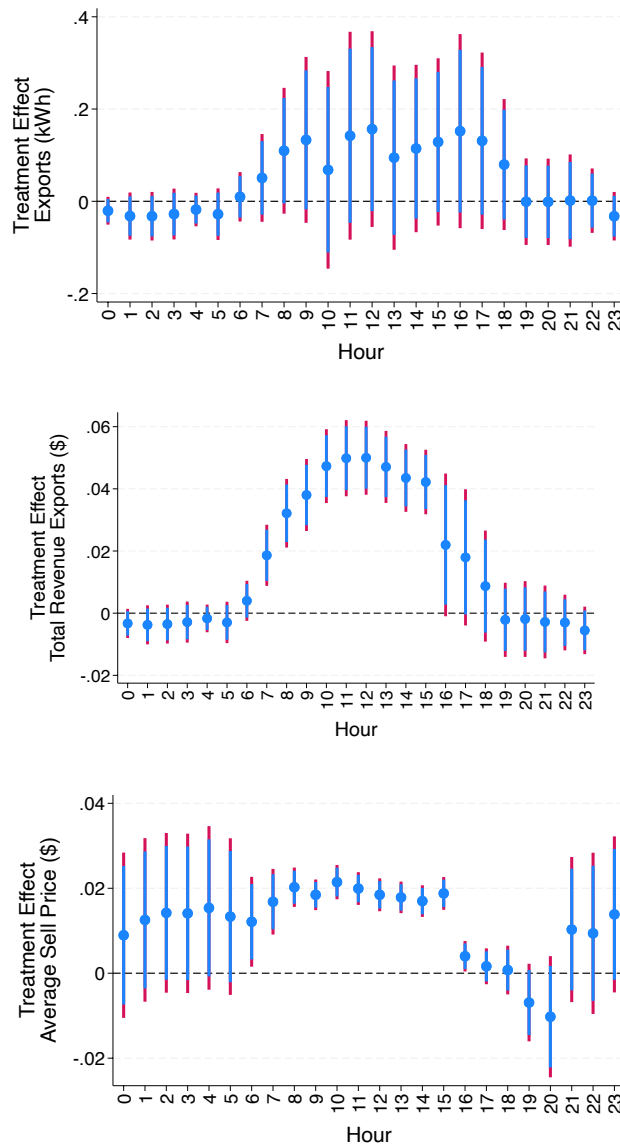 Treatment Effect
Exports (kWh)
.4
.2
0
-.2
0 1 2 3 4 5 6 7 8 9 10 11 12 13 14 15 16 17 18 19 20 21 22 23
Hour
Treatment Effect
Total Revenue Exports ($)
.06
.04
.02
0
-.02
0 1 2 3 4 5 6 7 8 9 10 11 12 13 14 15 16 17 18 19 20 21 22 23
Hour
Treatment Effect
Average Sell Price ($)
.04
.02
0
-.02
0 1 2 3 4 5 6 7 8 9 10 11 12 13 14 15 16 17 18 19 20 21 22 23
Hour